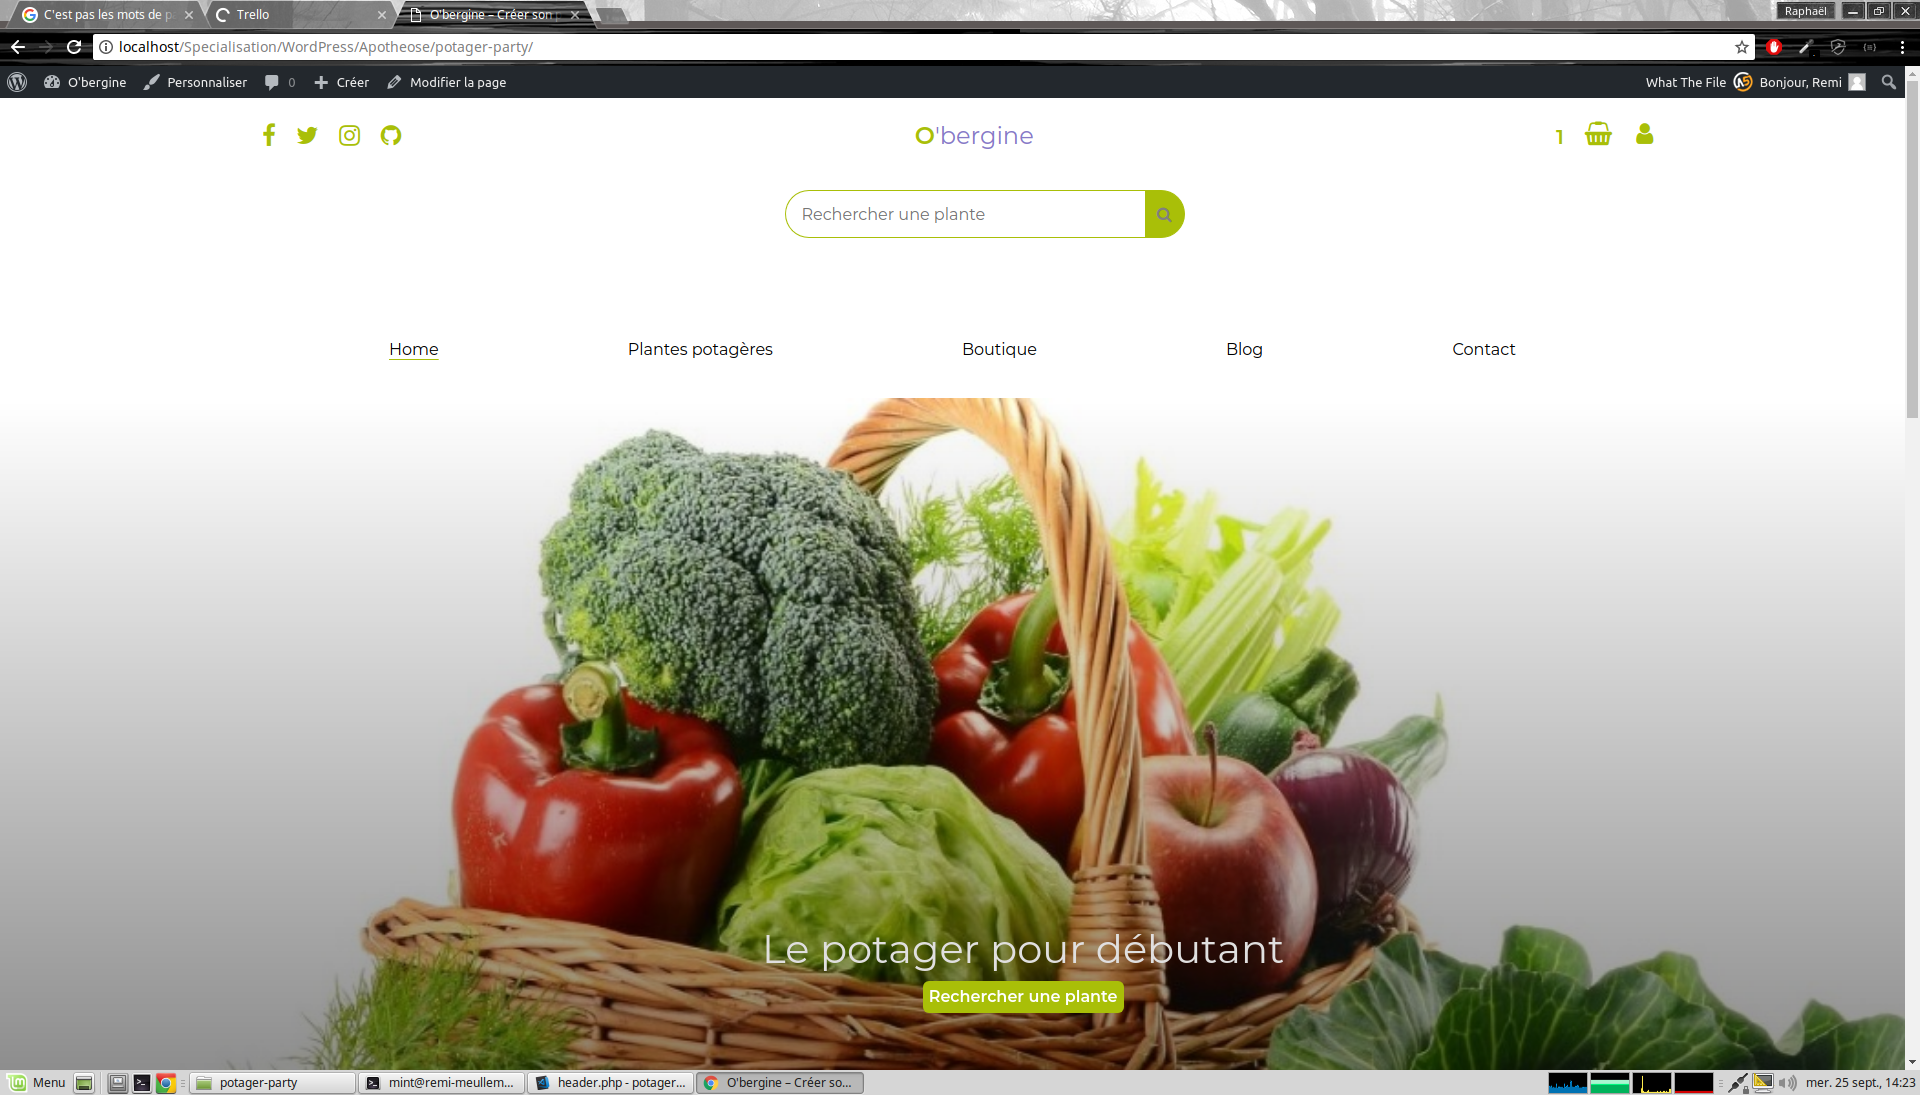 C'est pas les mots de p
Trello
O'bergine – Créer son
Raphaël
localhost/Specialisation/WordPress/Apotheose/potager-party/
O'bergine
Personnaliser
0
Créer
Modifier la page
What The File
Bonjour, Remi
O'bergine
1
Rechercher une plante
Home
Plantes potagères
Boutique
Blog
Contact
Le potager pour débutant
Rechercher une plante
Menu
potager-party
mint@remi-meullem...
header.php - potager...
O'bergine – Créer so...
mer. 25 sept., 14:23